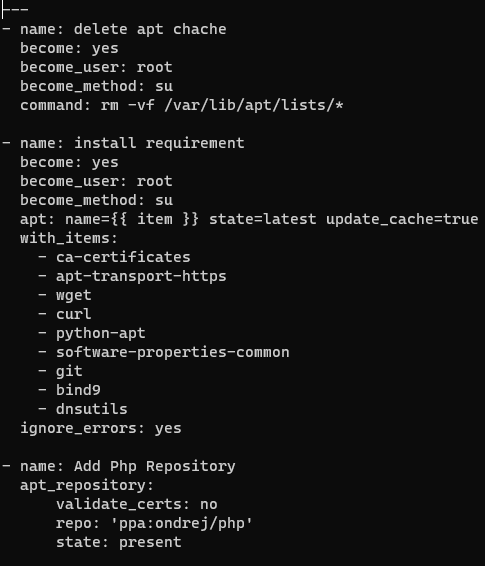 ---
- name: delete apt chache
  become: yes
  become_user: root
  become_method: su
  command: rm -vf /var/lib/apt/lists/*

- name: install requirement
  become: yes
  become_user: root
  become_method: su
  apt: name={{ item }} state=latest update_cache=true
  with_items:
    - ca-certificates
    - apt-transport-https
    - wget
    - curl
    - python-apt
    - software-properties-common
    - git
    - bind9
    - dnsutils
  ignore_errors: yes

- name: Add Php Repository
  apt_repository:
      validate_certs: no
      repo: 'ppa:ondrej/php'
      state: present